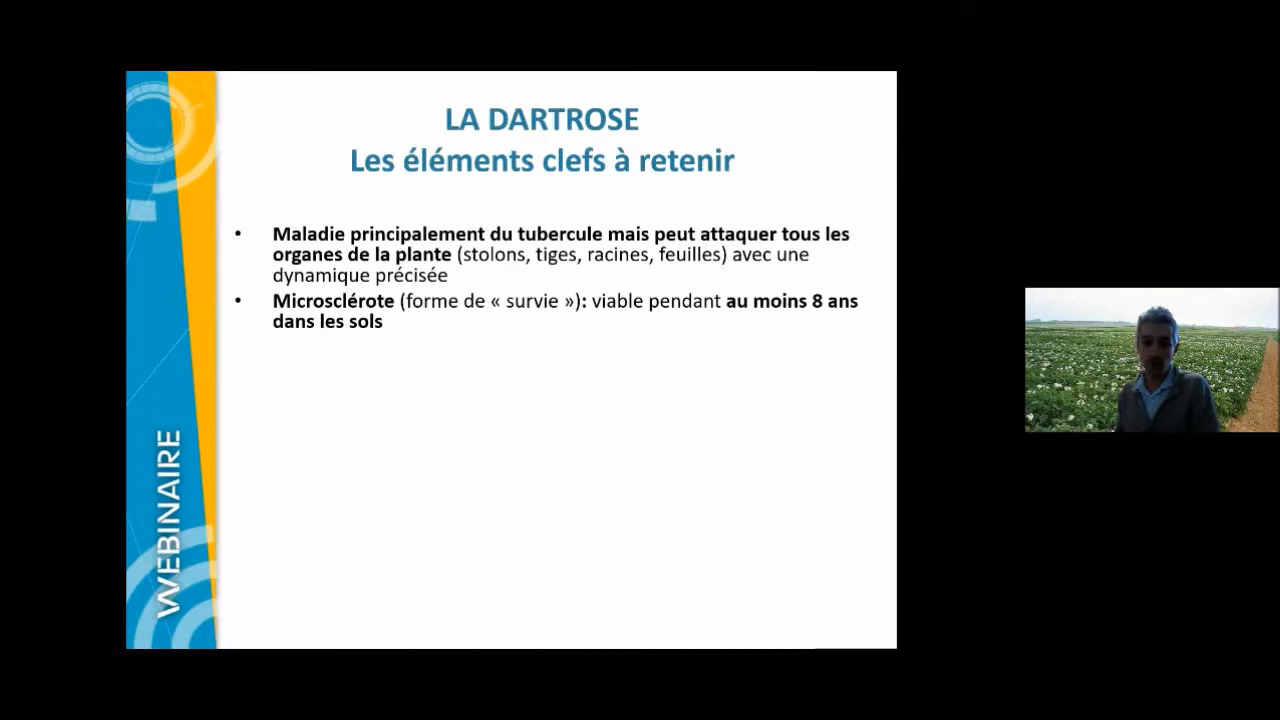 LA DARTROSE
Les éléments clefs à retenir
• Maladie principalement du tubercule mais peut attaquer tous les
organes de la plante (stolons, tiges, racines, feuilles) avec une
dynamique précisée
• Microsclérote (forme de « survie »): viable pendant au moins 8 ans
dans les sols
WEBINAIRE